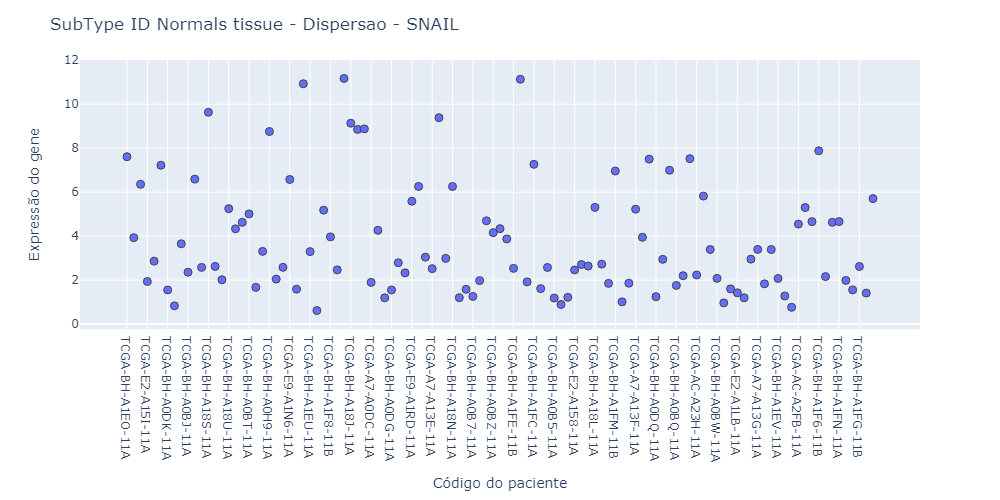 SubType ID Normals tissue - Dispersao - SNAIL
Expressão do gene
12
10
8
6
4
2
0
TCGA-BH-A1EO-11A
TCGA-E2-A15I-11A
TCGA-BH-A0DK-11A
TCGA-BH-A0BJ-11A
TCGA-BH-A18S-11A
TCGA-BH-A18U-11A
TCGA-BH-A0BT-11A
TCGA-BH-A0H9-11A
TCGA-E9-A1N6-11A
TCGA-BH-A1EU-11A
TCGA-BH-A1F8-11B
TCGA-BH-A18J-11A
TCGA-A7-A0DC-11A
TCGA-BH-A0DG-11A
TCGA-E9-A1RD-11A
TCGA-A7-A13E-11A
TCGA-BH-A18N-11A
TCGA-BH-A0B7-11A
TCGA-BH-A0BZ-11A
TCGA-BH-A1FE-11B
TCGA-BH-A1FC-11A
TCGA-BH-A0B5-11A
TCGA-E2-A158-11A
TCGA-BH-A18L-11A
TCGA-BH-A1FM-11B
TCGA-A7-A13F-11A
TCGA-BH-A0DQ-11A
TCGA-BH-A0BQ-11A
TCGA-AC-A23H-11A
TCGA-BH-A0BW-11A
TCGA-E2-A1LB-11A
TCGA-A7-A13G-11A
TCGA-BH-A1EV-11A
TCGA-AC-A2FB-11A
TCGA-BH-A1F6-11B
TCGA-BH-A1FN-11A
TCGA-BH-A1FG-11B
Código do paciente